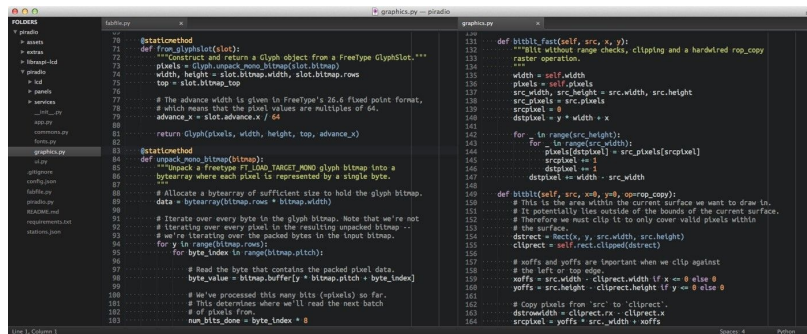 graphics.py — piradio
FOLDERS
piradio
assets
extras
libraspi-lcd
piradio
lcd
panels
services
__init__.py
app.py
commoms.py
fonts.py
graphics.py
ui.py
.gitignore
config.json
fabfile.py
piradio.py
README.md
requirements.txt
stations.json
fabfile.py ×
69
70 @staticmethod
71 def from_glyphslot(slot):
72 """Construct and return a Glyph object from a FreeType GlyphSlot."""
73 pixels = Glyph.unpack_mono_bitmap(slot.bitmap)
74 width, height = slot.bitmap.width, slot.bitmap.rows
75 top = slot.bitmap_top
76
77 # The advance width is given in FreeType's 26.6 fixed point format,
78 # which means that the pixel values are multiples of 64.
79 advance_x = slot.advance.x / 64
80
81 return Glyph(pixels, width, height, top, advance_x)
82
83 @staticmethod
84 def unpack_mono_bitmap(bitmap):
85 """Unpack a freetype FT_LOAD_TARGET_MONO glyph bitmap into a
86 bytearray where each pixel is represented by a single byte.
87 """
88 # Allocate a bytearray of sufficient size to hold the glyph bitmap.
89 data = bytearray(bitmap.rows * bitmap.width)
90
91 # Iterate over every byte in the glyph bitmap. Note that we're not
92 # iterating over every pixel in the resulting unpacked bitmap --
93 # we're iterating over the packed bytes in the input bitmap.
94 for y in range(bitmap.rows):
95 for byte_index in range(bitmap.pitch):
96
97 # Read the byte that contains the packed pixel data.
98 byte_value = bitmap.buffer[y * bitmap.pitch + byte_index]
99
100 # We've processed this many bits (=pixels) so far.
101 # This determines where we'll read the next batch
102 # of pixels from.
103 num_bits_done = byte_index * 8
graphics.py ×
130
131 def bitblt_fast(self, src, x, y):
132 """Blit without range checks, clipping and a hardwired rop_copy
133 raster operation.
134 """
135 width = self.width
136 pixels = self.pixels
137 src_width, src_height = src.width, src.height
138 src_pixels = src.pixels
139 srcpixel = 0
140 dstpixel = y * width + x
141
142 for _ in range(src_height):
143 for _ in range(src_width):
144 pixels[dstpixel] = src_pixels[srcpixel]
145 srcpixel += 1
146 dstpixel += 1
147 dstpixel += width - src_width
148
149 def bitblt(self, src, x=0, y=0, op=rop_copy):
150 # This is the area within the current surface we want to draw in.
151 # It potentially lies outside of the bounds of the current surface.
152 # Therefore we must clip it to only cover valid pixels within
153 # the surface.
154 dstrect = Rect(x, y, src.width, src.height)
155 cliprect = self.rect.clipped(dstrect)
156
157 # xoffs and yoffs are important when we clip against
158 # the left or top edge.
159 xoffs = src.width - cliprect.width if x <= 0 else 0
160 yoffs = src.height - cliprect.height if y <= 0 else 0
161
162 # Copy pixels from `src` to `cliprect`.
163 dstrowwidth = cliprect.rx - cliprect.x
164 srcpixel = yoffs * src._width + xoffs
Line 1, Column 1
Spaces: 4
Python